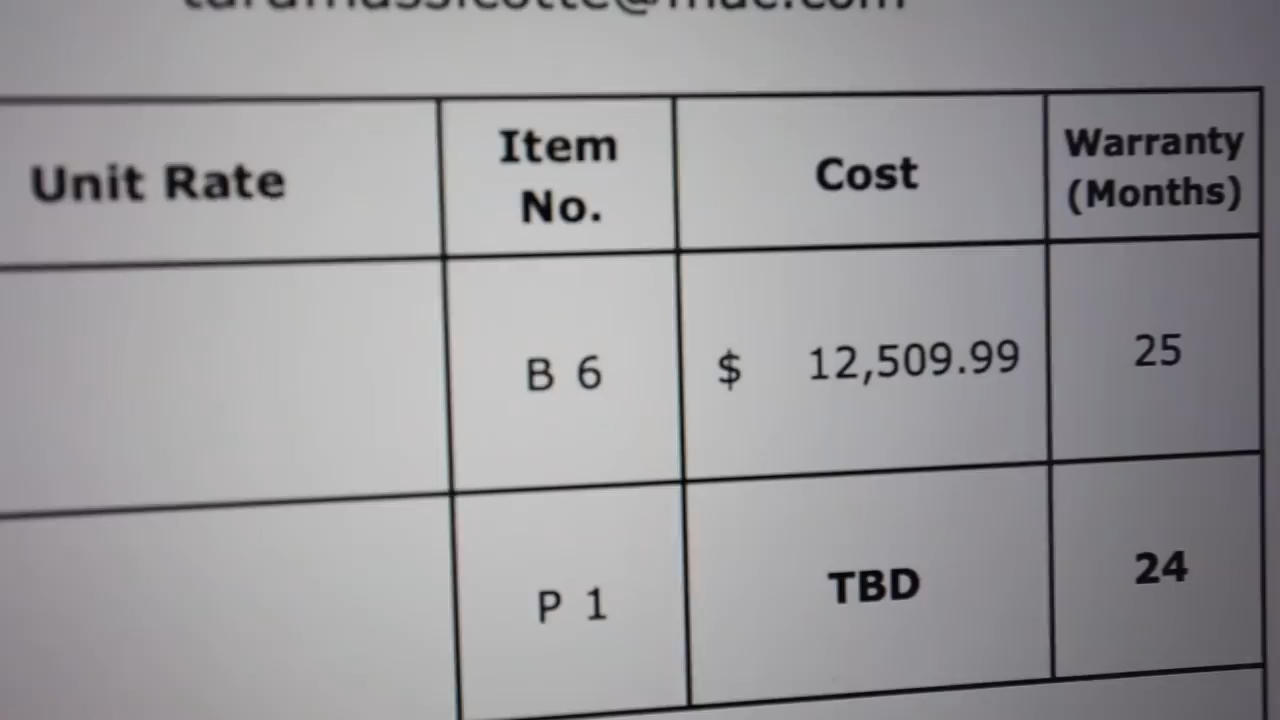 Unit Rate Item No. Cost Warranty (Months)
B 6 $ 12,509.99 25
P 1 TBD 24